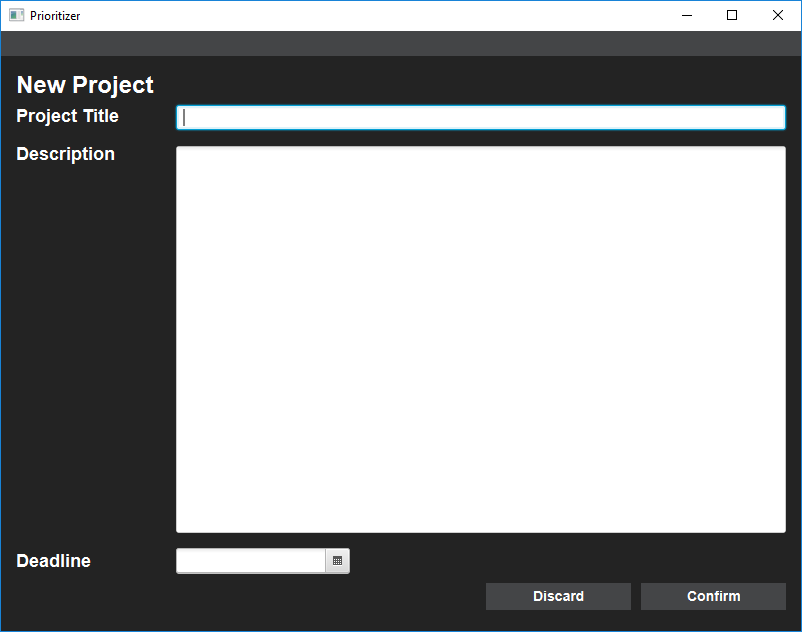 Prioritizer
New Project
Project Title
Description
Deadline
Discard Confirm